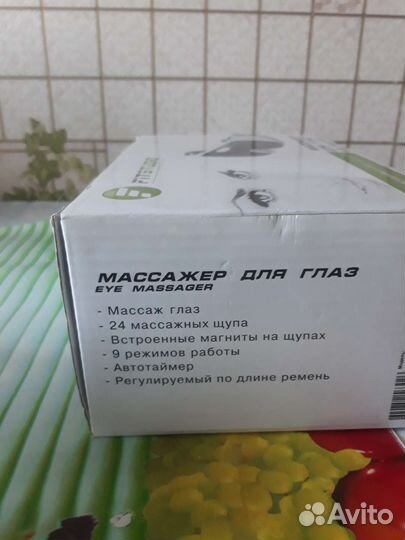 FITSTUDIO
МАССАЖЕР ДЛЯ ГЛАЗ
EYE MASSAGER
- Массаж глаз
- 24 массажных щупа
- Встроенные магниты на щупах
- 9 режимов работы
- Автотаймер
- Регулируемый по длине ремень
Avito